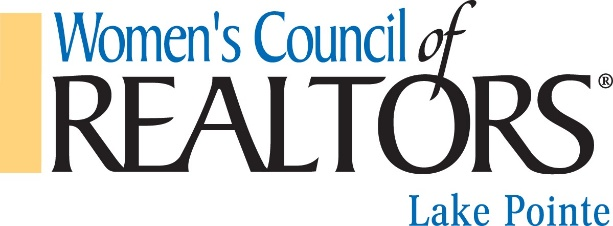 Women's Council of
REALTORS®
Lake Pointe